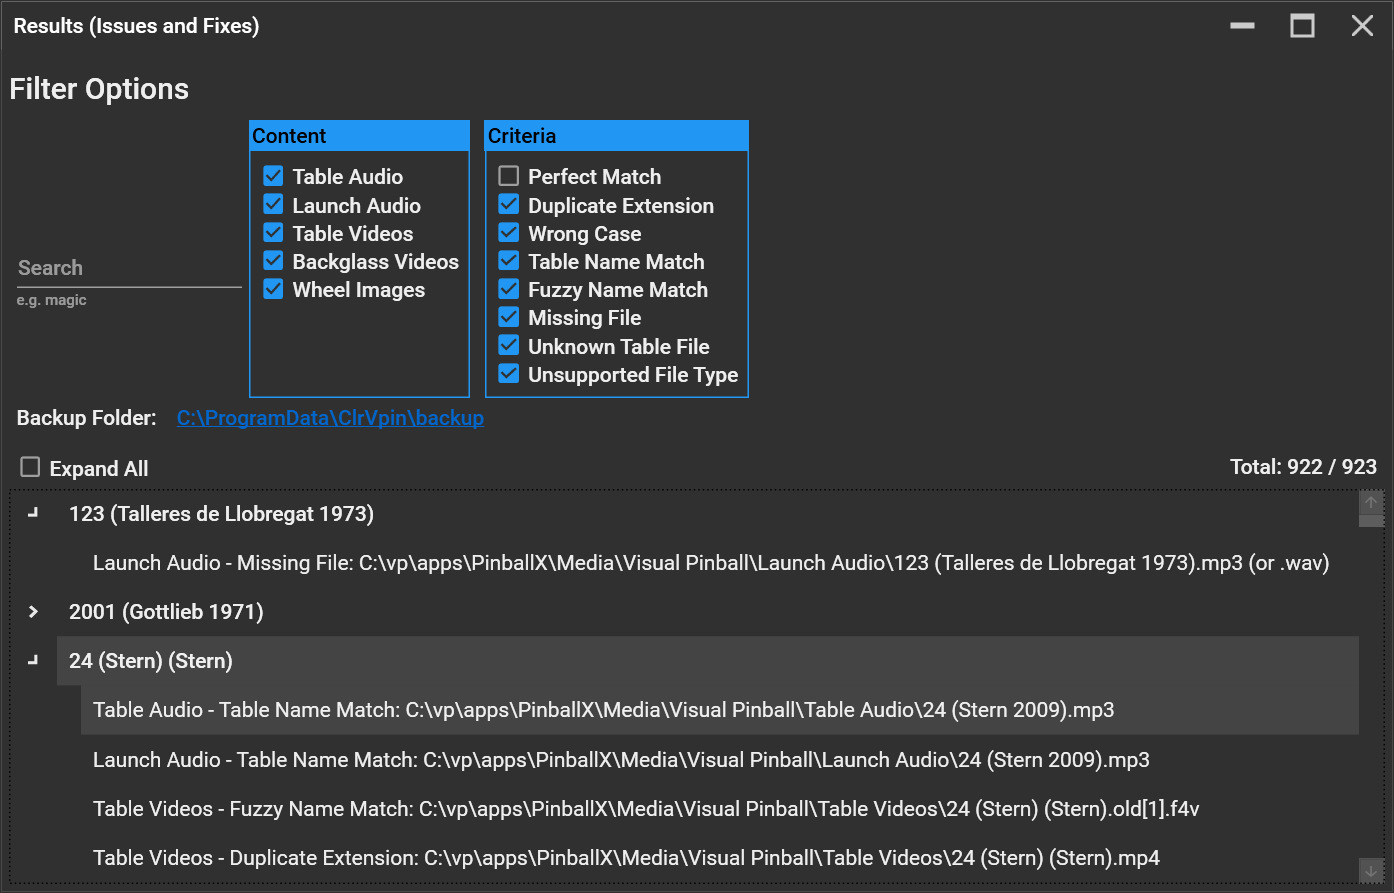 Results (Issues and Fixes)
Filter Options
Search
e.g. magic
Content
Table Audio
Launch Audio
Table Videos
Backglass Videos
Wheel Images
Criteria
Perfect Match
Duplicate Extension
Wrong Case
Table Name Match
Fuzzy Name Match
Missing File
Unknown Table File
Unsupported File Type
Backup Folder: C:\ProgramData\ClrVpin\backup
Expand All
Total: 922 / 923
123 (Talleres de Llobregat 1973)
Launch Audio - Missing File: C:\vp\apps\PinballX\Media\Visual Pinball\Launch Audio\123 (Talleres de Llobregat 1973).mp3 (or .wav)
2001 (Gottlieb 1971)
24 (Stern) (Stern)
Table Audio - Table Name Match: C:\vp\apps\PinballX\Media\Visual Pinball\Table Audio\24 (Stern 2009).mp3
Launch Audio - Table Name Match: C:\vp\apps\PinballX\Media\Visual Pinball\Launch Audio\24 (Stern 2009).mp3
Table Videos - Fuzzy Name Match: C:\vp\apps\PinballX\Media\Visual Pinball\Table Videos\24 (Stern) (Stern).old[1].f4v
Table Videos - Duplicate Extension: C:\vp\apps\PinballX\Media\Visual Pinball\Table Videos\24 (Stern) (Stern).mp4